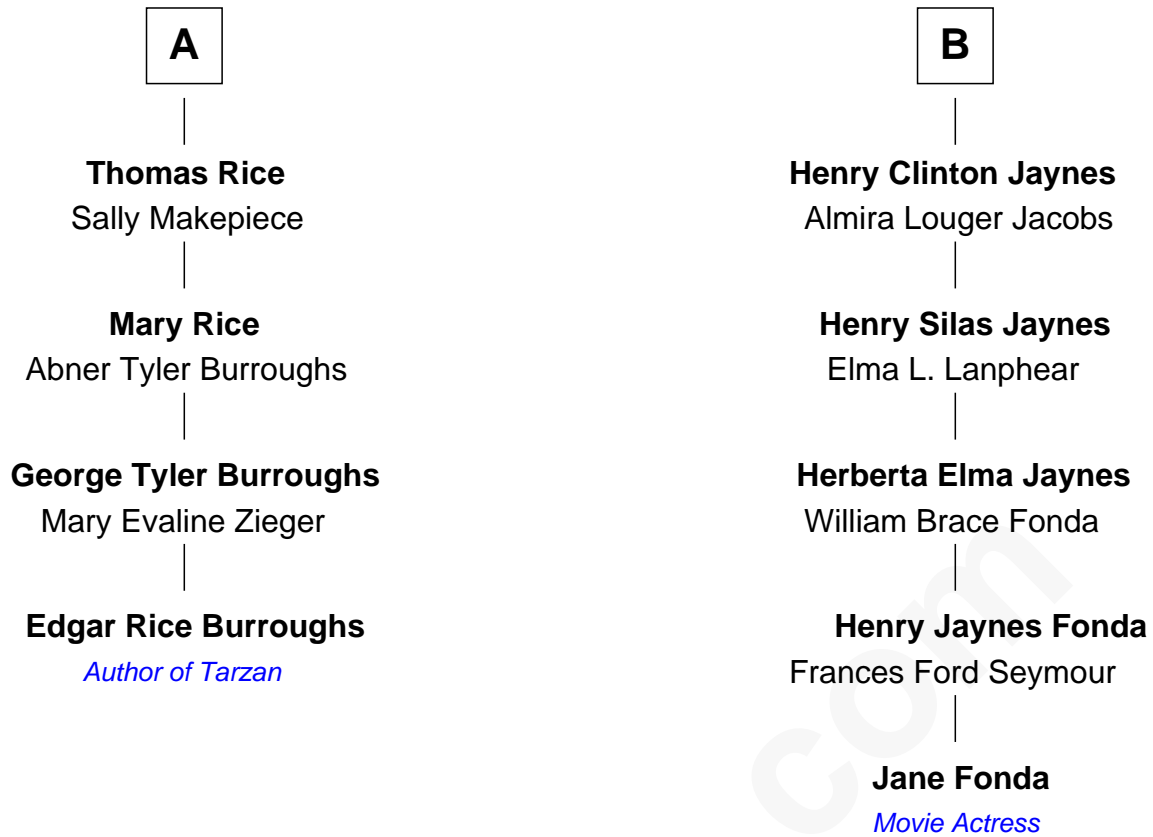 A
Thomas Rice
Sally Makepiece
Mary Rice
Abner Tyler Burroughs
George Tyler Burroughs
Mary Evaline Zieger
Edgar Rice Burroughs
Author of Tarzan
B
Henry Clinton Jaynes
Almira Louger Jacobs
Henry Silas Jaynes
Elma L. Lanphear
Herberta Elma Jaynes
William Brace Fonda
Henry Jaynes Fonda
Frances Ford Seymour
Jane Fonda
Movie Actress
com